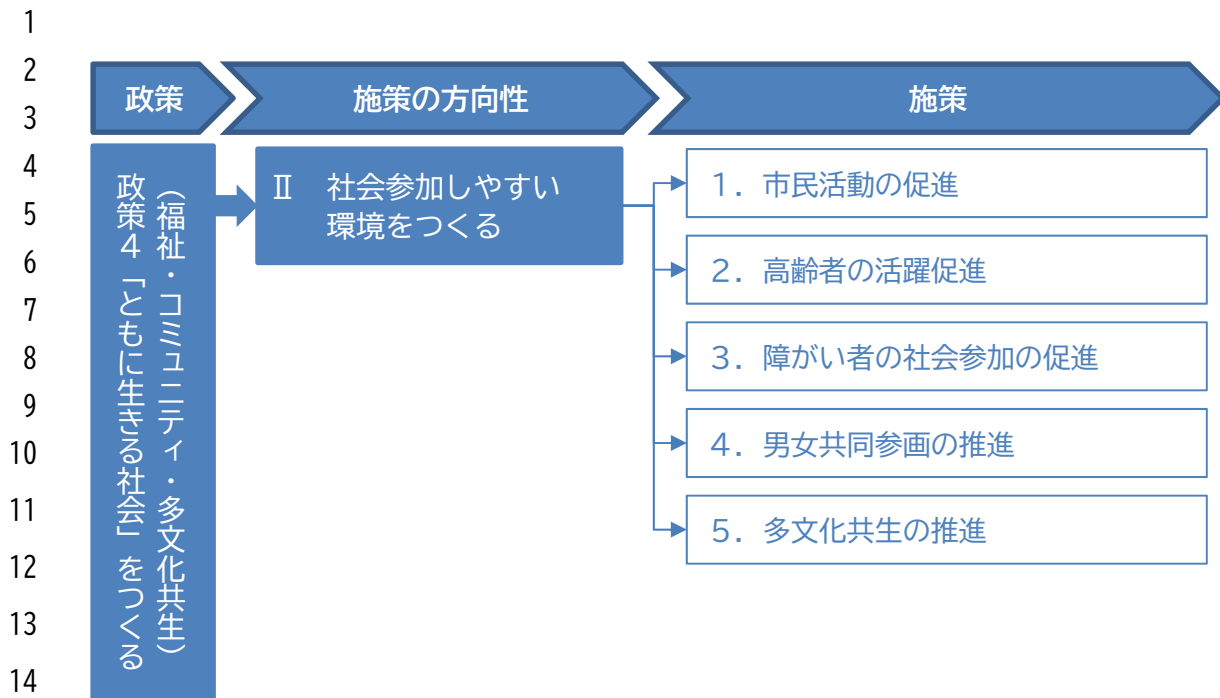 1
2
3
4
5
6
7
8
9
10
11
12
13
14
政策
施策の方向性
施策
政策4「ともに生きる社会」をつくる
（福祉・コミュニティ・多文化共生）
Ⅱ　社会参加しやすい
環境をつくる
1．市民活動の促進
2．高齢者の活躍促進
3．障がい者の社会参加の促進
4．男女共同参画の推進
5．多文化共生の推進